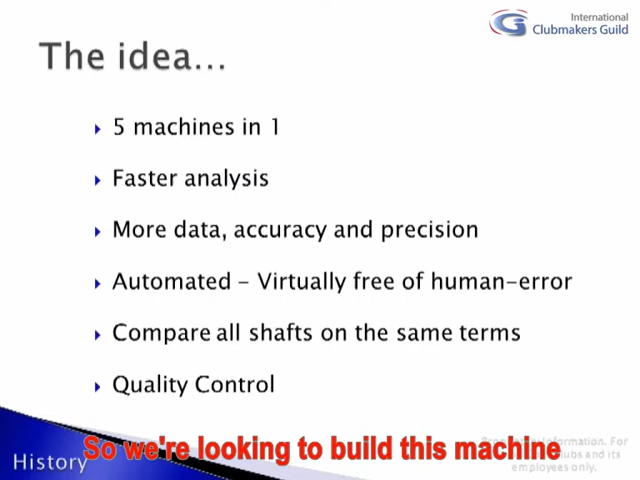 International
Clubmakers Guild
The idea...
5 machines in 1
Faster analysis
More data, accuracy and precision
Automated – Virtually free of human-error
Compare all shafts on the same terms
Quality Control
So we're looking to build this machine
Information. For
clubs and its
employees only.
History